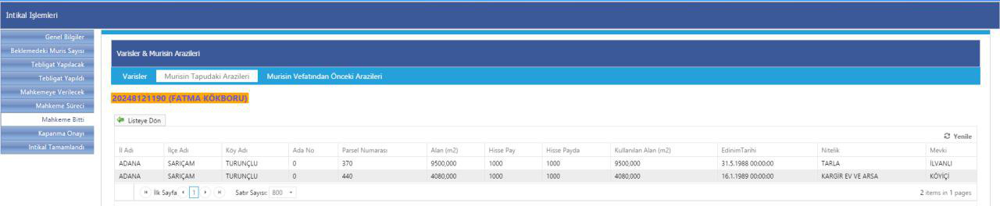 İntikal İşlemleri
Genel Bilgiler
Beklemedeki Muris Sayısı
Tebligat Yapılacak
Tebligat Yapıldı
Mahkemeye Verilecek
Mahkeme Süreci
Mahkeme Bitti
Kapanma Onayı
İntikal Tamamlandı
Varisler & Murisin Arazileri
Varisler Murisin Tapudaki Arazileri Murisin Vefatından Önceki Arazileri
20248121190 (FATMA KÖKBORU)
Listeye Dön
Yenile
İl Adı İlçe Adı Köy Adı Ada No Parsel Numarası Alan (m2) Hisse Pay Hisse Payda Kullanılan Alan (m2) EdinimTarihi Nitelik Mevki
ADANA SARIÇAM TURUNÇLU 0 370 9500,000 1000 1000 9500,000 31.5.1988 00:00:00 TARLA İLVANLI
ADANA SARIÇAM TURUNÇLU 0 440 4080,000 1000 1000 4080,000 16.1.1989 00:00:00 KARGİR EV VE ARSA KÖYİÇİ
İlk Sayfa 1 Satır Sayısı: 800 2 items in 1 pages